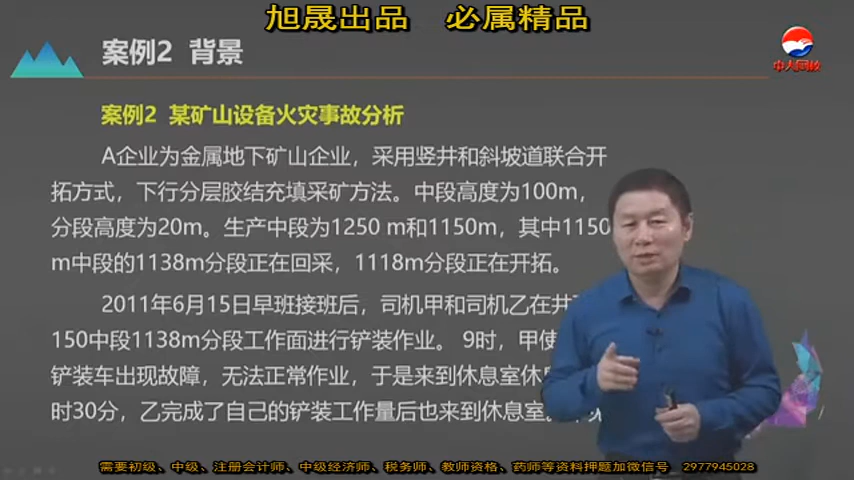 旭晟出品 必属精品
案例2 背景
中大网校
案例2 某矿山设备火灾事故分析
A企业为金属地下矿山企业，采用竖井和斜坡道联合开
拓方式，下行分层胶结充填采矿方法。中段高度为100m，
分段高度为20m。生产中段为1250 m和1150m，其中1150
m中段的1138m分段正在回采，1118m分段正在开拓。
2011年6月15日早班接班后，司机甲和司机乙在井
150中段1138m分段工作面进行铲装作业。 9时，甲使
铲装车出现故障，无法正常作业，于是来到休息室休
时30分，乙完成了自己的铲装工作量后也来到休息室。
需要初级、中级、注册会计师、中级经济师、税务师、教师资格、药师等资料押题加微信号 2977945028